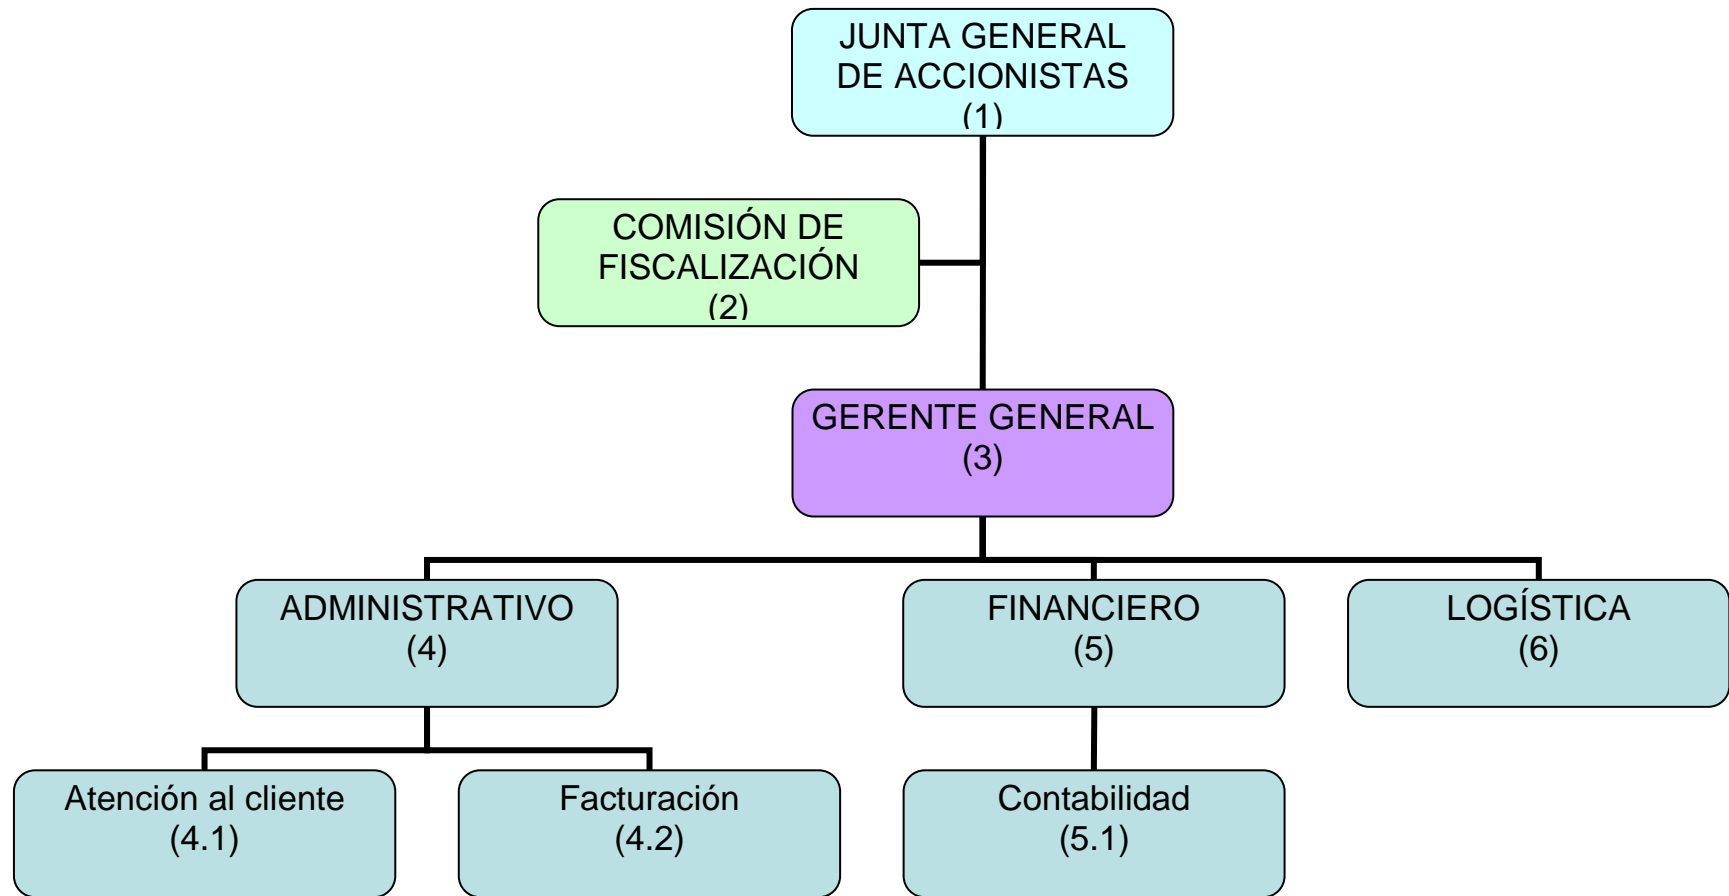 JUNTA GENERAL
DE ACCIONISTAS
(1)
COMISIÓN DE
FISCALIZACIÓN
(2)
GERENTE GENERAL
(3)
ADMINISTRATIVO
(4)
FINANCIERO
(5)
LOGÍSTICA
(6)
Atención al cliente
(4.1)
Facturación
(4.2)
Contabilidad
(5.1)